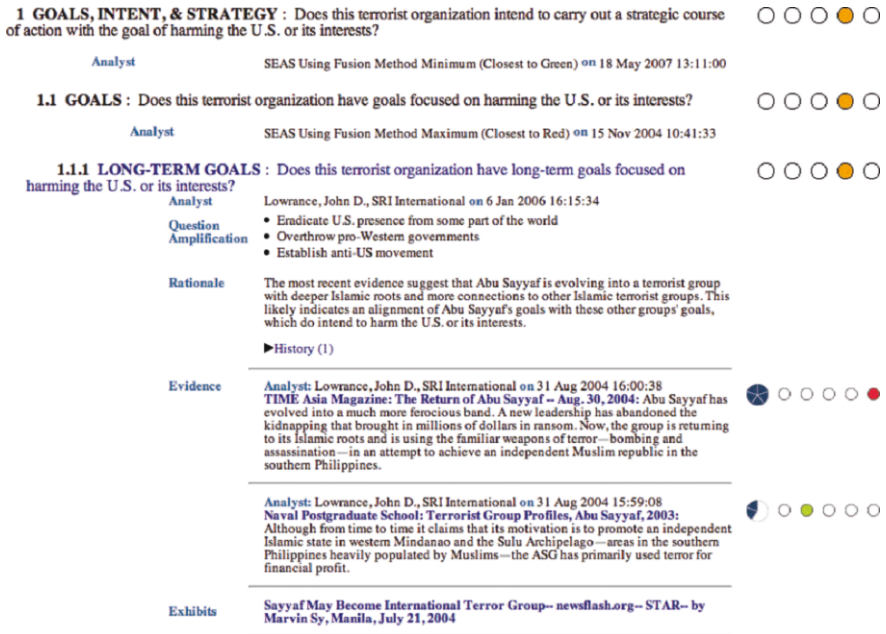 1 GOALS, INTENT, & STRATEGY : Does this terrorist organization intend to carry out a strategic course
of action with the goal of harming the U.S. or its interests?
Analyst SEAS Using Fusion Method Minimum (Closest to Green) on 18 May 2007 13:11:00
1.1 GOALS : Does this terrorist organization have goals focused on harming the U.S. or its interests?
Analyst SEAS Using Fusion Method Maximum (Closest to Red) on 15 Nov 2004 10:41:33
1.1.1 LONG-TERM GOALS : Does this terrorist organization have long-term goals focused on
harming the U.S. or its interests?
Analyst Lowrance, John D., SRI International on 6 Jan 2006 16:15:34
Question
Amplification
• Eradicate U.S. presence from some part of the world
• Overthrow pro-Western governments
• Establish anti-US movement
Rationale The most recent evidence suggest that Abu Sayyaf is evolving into a terrorist group
with deeper Islamic roots and more connections to other Islamic terrorist groups. This
likely indicates an alignment of Abu Sayyaf's goals with these other groups' goals,
which do intend to harm the U.S. or its interests.
►History (1)
Evidence Analyst: Lowrance, John D., SRI International on 31 Aug 2004 16:00:38
TIME Asia Magazine: The Return of Abu Sayyaf -- Aug. 30, 2004: Abu Sayyaf has
evolved into a much more ferocious band. A new leadership has abandoned the
kidnapping that brought in millions of dollars in ransom. Now, the group is returning
to its Islamic roots and is using the familiar weapons of terror—bombing and
assassination—in an attempt to achieve an independent Muslim republic in the
southern Philippines.
Analyst: Lowrance, John D., SRI International on 31 Aug 2004 15:59:08
Naval Postgraduate School: Terrorist Group Profiles, Abu Sayyaf, 2003:
Although from time to time it claims that its motivation is to promote an independent
Islamic state in western Mindanao and the Sulu Archipelago—areas in the southern
Philippines heavily populated by Muslims—the ASG has primarily used terror for
financial profit.
Exhibits Sayyaf May Become International Terror Group-- newsflash.org-- STAR-- by
Marvin Sy, Manila, July 21, 2004